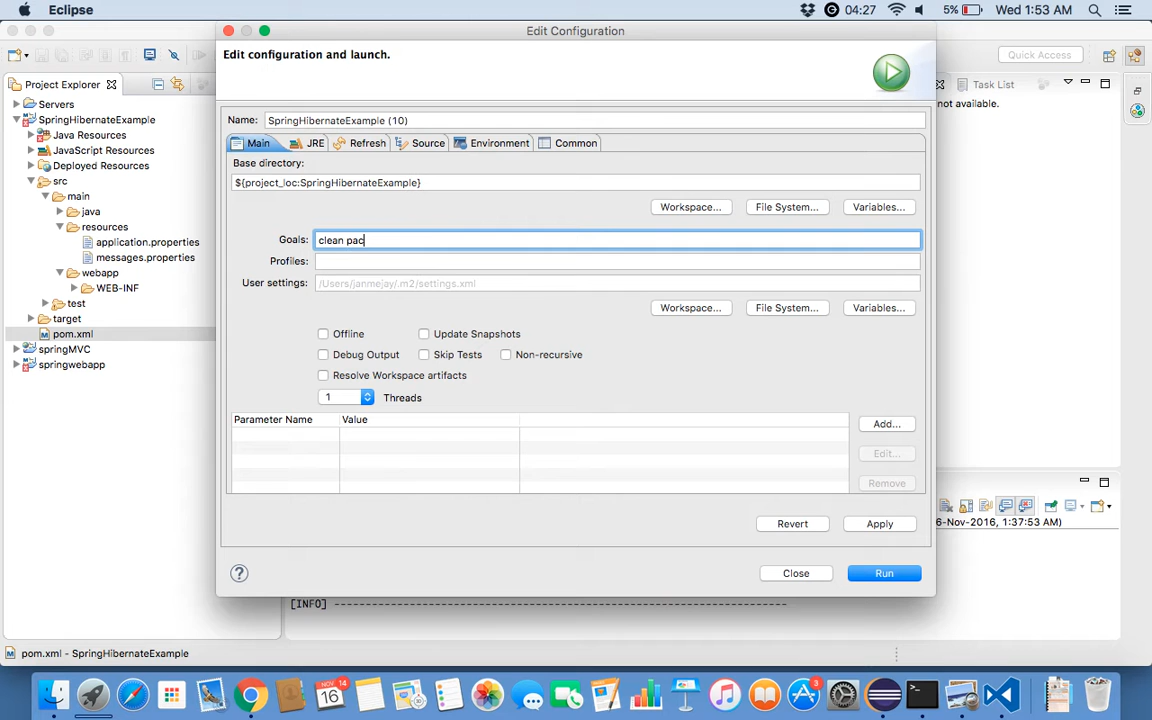 Eclipse
04:27 5% Wed 1:53 AM
Edit Configuration
Edit configuration and launch.
Quick Access
Project Explorer
Task List
not available.
Servers
SpringHibernateExample
Java Resources
JavaScript Resources
Deployed Resources
src
main
java
resources
application.properties
messages.properties
webapp
WEB-INF
test
target
pom.xml
springMVC
springwebapp
Name: SpringHibernateExample (10)
Main JRE Refresh Source Environment Common
Base directory:
${project_loc:SpringHibernateExample}
Workspace... File System... Variables...
Goals: clean pac
Profiles:
User settings: /Users/janmejay/.m2/settings.xml
Workspace... File System... Variables...
Offline Update Snapshots
Debug Output Skip Tests Non-recursive
Resolve Workspace artifacts
1 Threads
Parameter Name Value
Add...
Edit...
Remove
Revert Apply
Close Run
6-Nov-2016, 1:37:53 AM)
[INFO] ------------------------------------------------------------------------
pom.xml - SpringHibernateExample
NOV 14
16
3